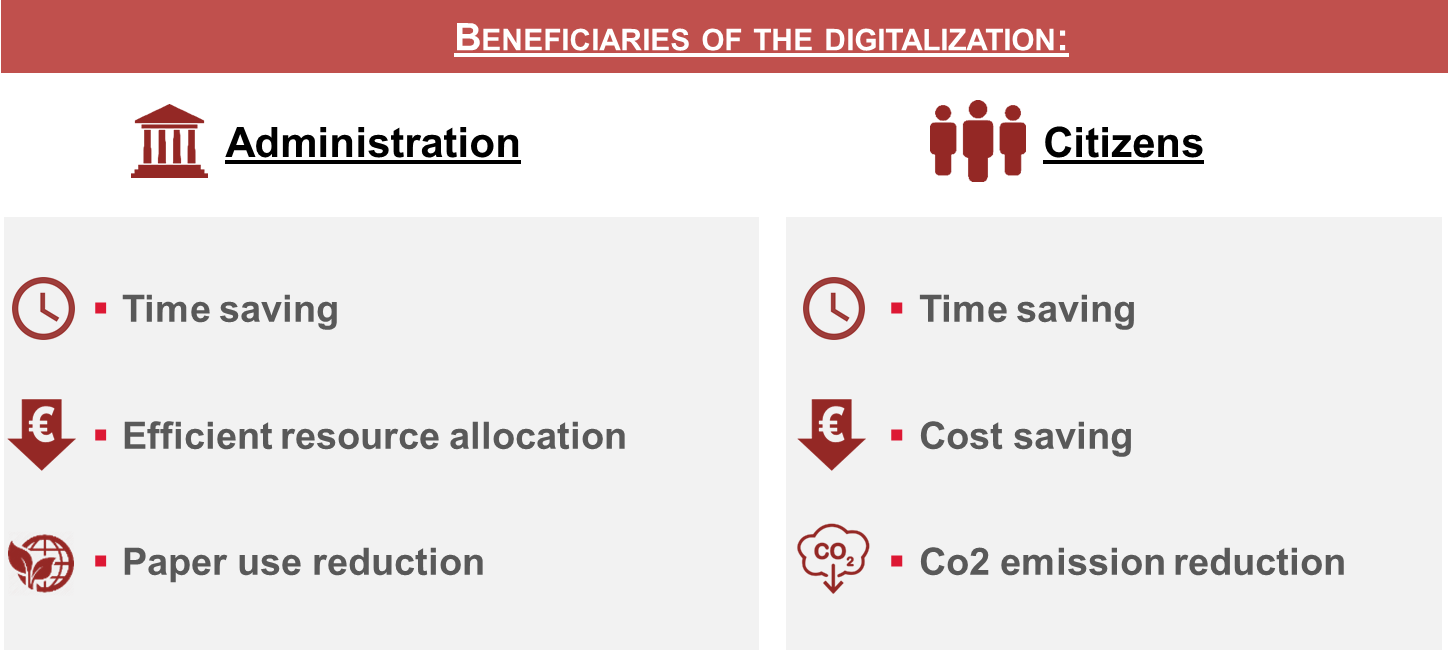 BENEFICIARIES OF THE DIGITALIZATION:
Administration
Citizens
▪ Time saving
€
▪ Efficient resource allocation
▪ Paper use reduction
▪ Time saving
€
▪ Cost saving
CO2
▪ Co2 emission reduction